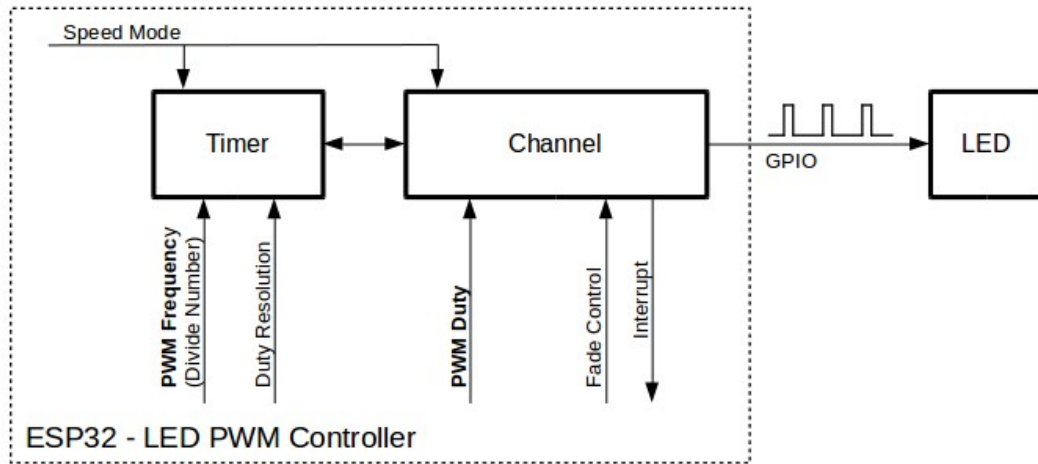 Speed Mode
Timer
Channel
GPIO
LED
PWM Frequency
(Divide Number)
Duty Resolution
PWM Duty
Fade Control
Interrupt
ESP32 - LED PWM Controller